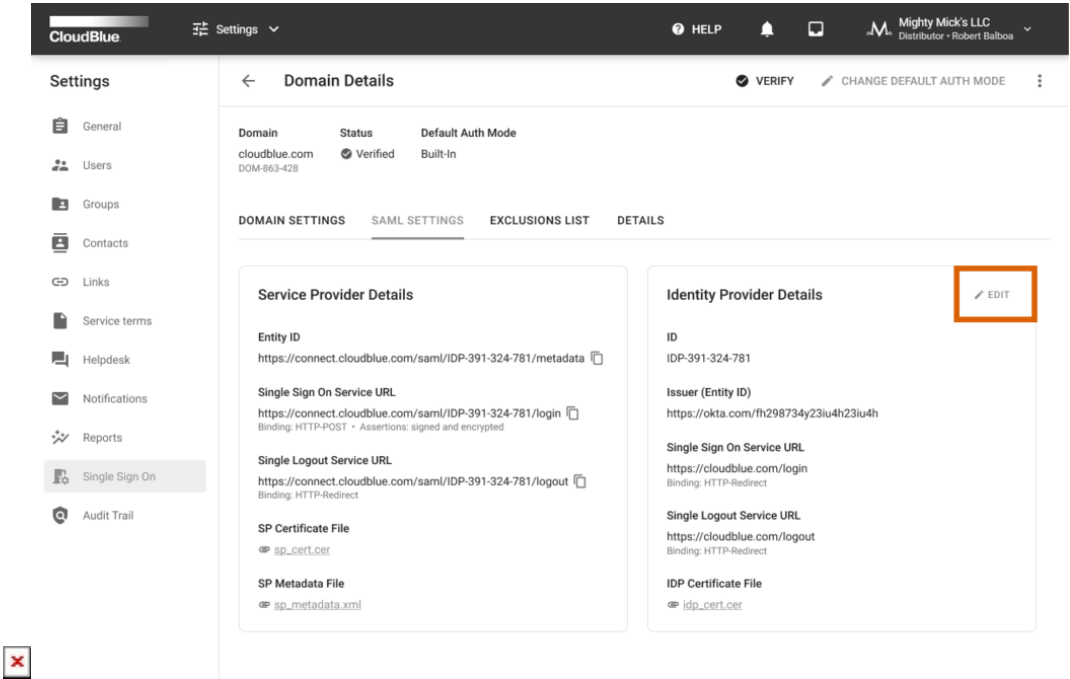 CloudBlue
Settings
HELP
Mighty Mick's LLC
Distributor • Robert Balboa
Settings
General
Users
Groups
Contacts
Links
Service terms
Helpdesk
Notifications
Reports
Single Sign On
Audit Trail
Domain Details
VERIFY
CHANGE DEFAULT AUTH MODE
Domain
cloudblue.com
DOM-863-428
Status
Verified
Default Auth Mode
Built-In
DOMAIN SETTINGS
SAML SETTINGS
EXCLUSIONS LIST
DETAILS
Service Provider Details
Entity ID
https://connect.cloudblue.com/saml/IDP-391-324-781/metadata
Single Sign On Service URL
https://connect.cloudblue.com/saml/IDP-391-324-781/login
Binding: HTTP-POST • Assertions: signed and encrypted
Single Logout Service URL
https://connect.cloudblue.com/saml/IDP-391-324-781/logout
Binding: HTTP-Redirect
SP Certificate File
sp_cert.cer
SP Metadata File
sp_metadata.xml
Identity Provider Details
EDIT
ID
IDP-391-324-781
Issuer (Entity ID)
https://okta.com/fh298734y23iu4h23iu4h
Single Sign On Service URL
https://cloudblue.com/login
Binding: HTTP-Redirect
Single Logout Service URL
https://cloudblue.com/logout
Binding: HTTP-Redirect
IDP Certificate File
idp_cert.cer